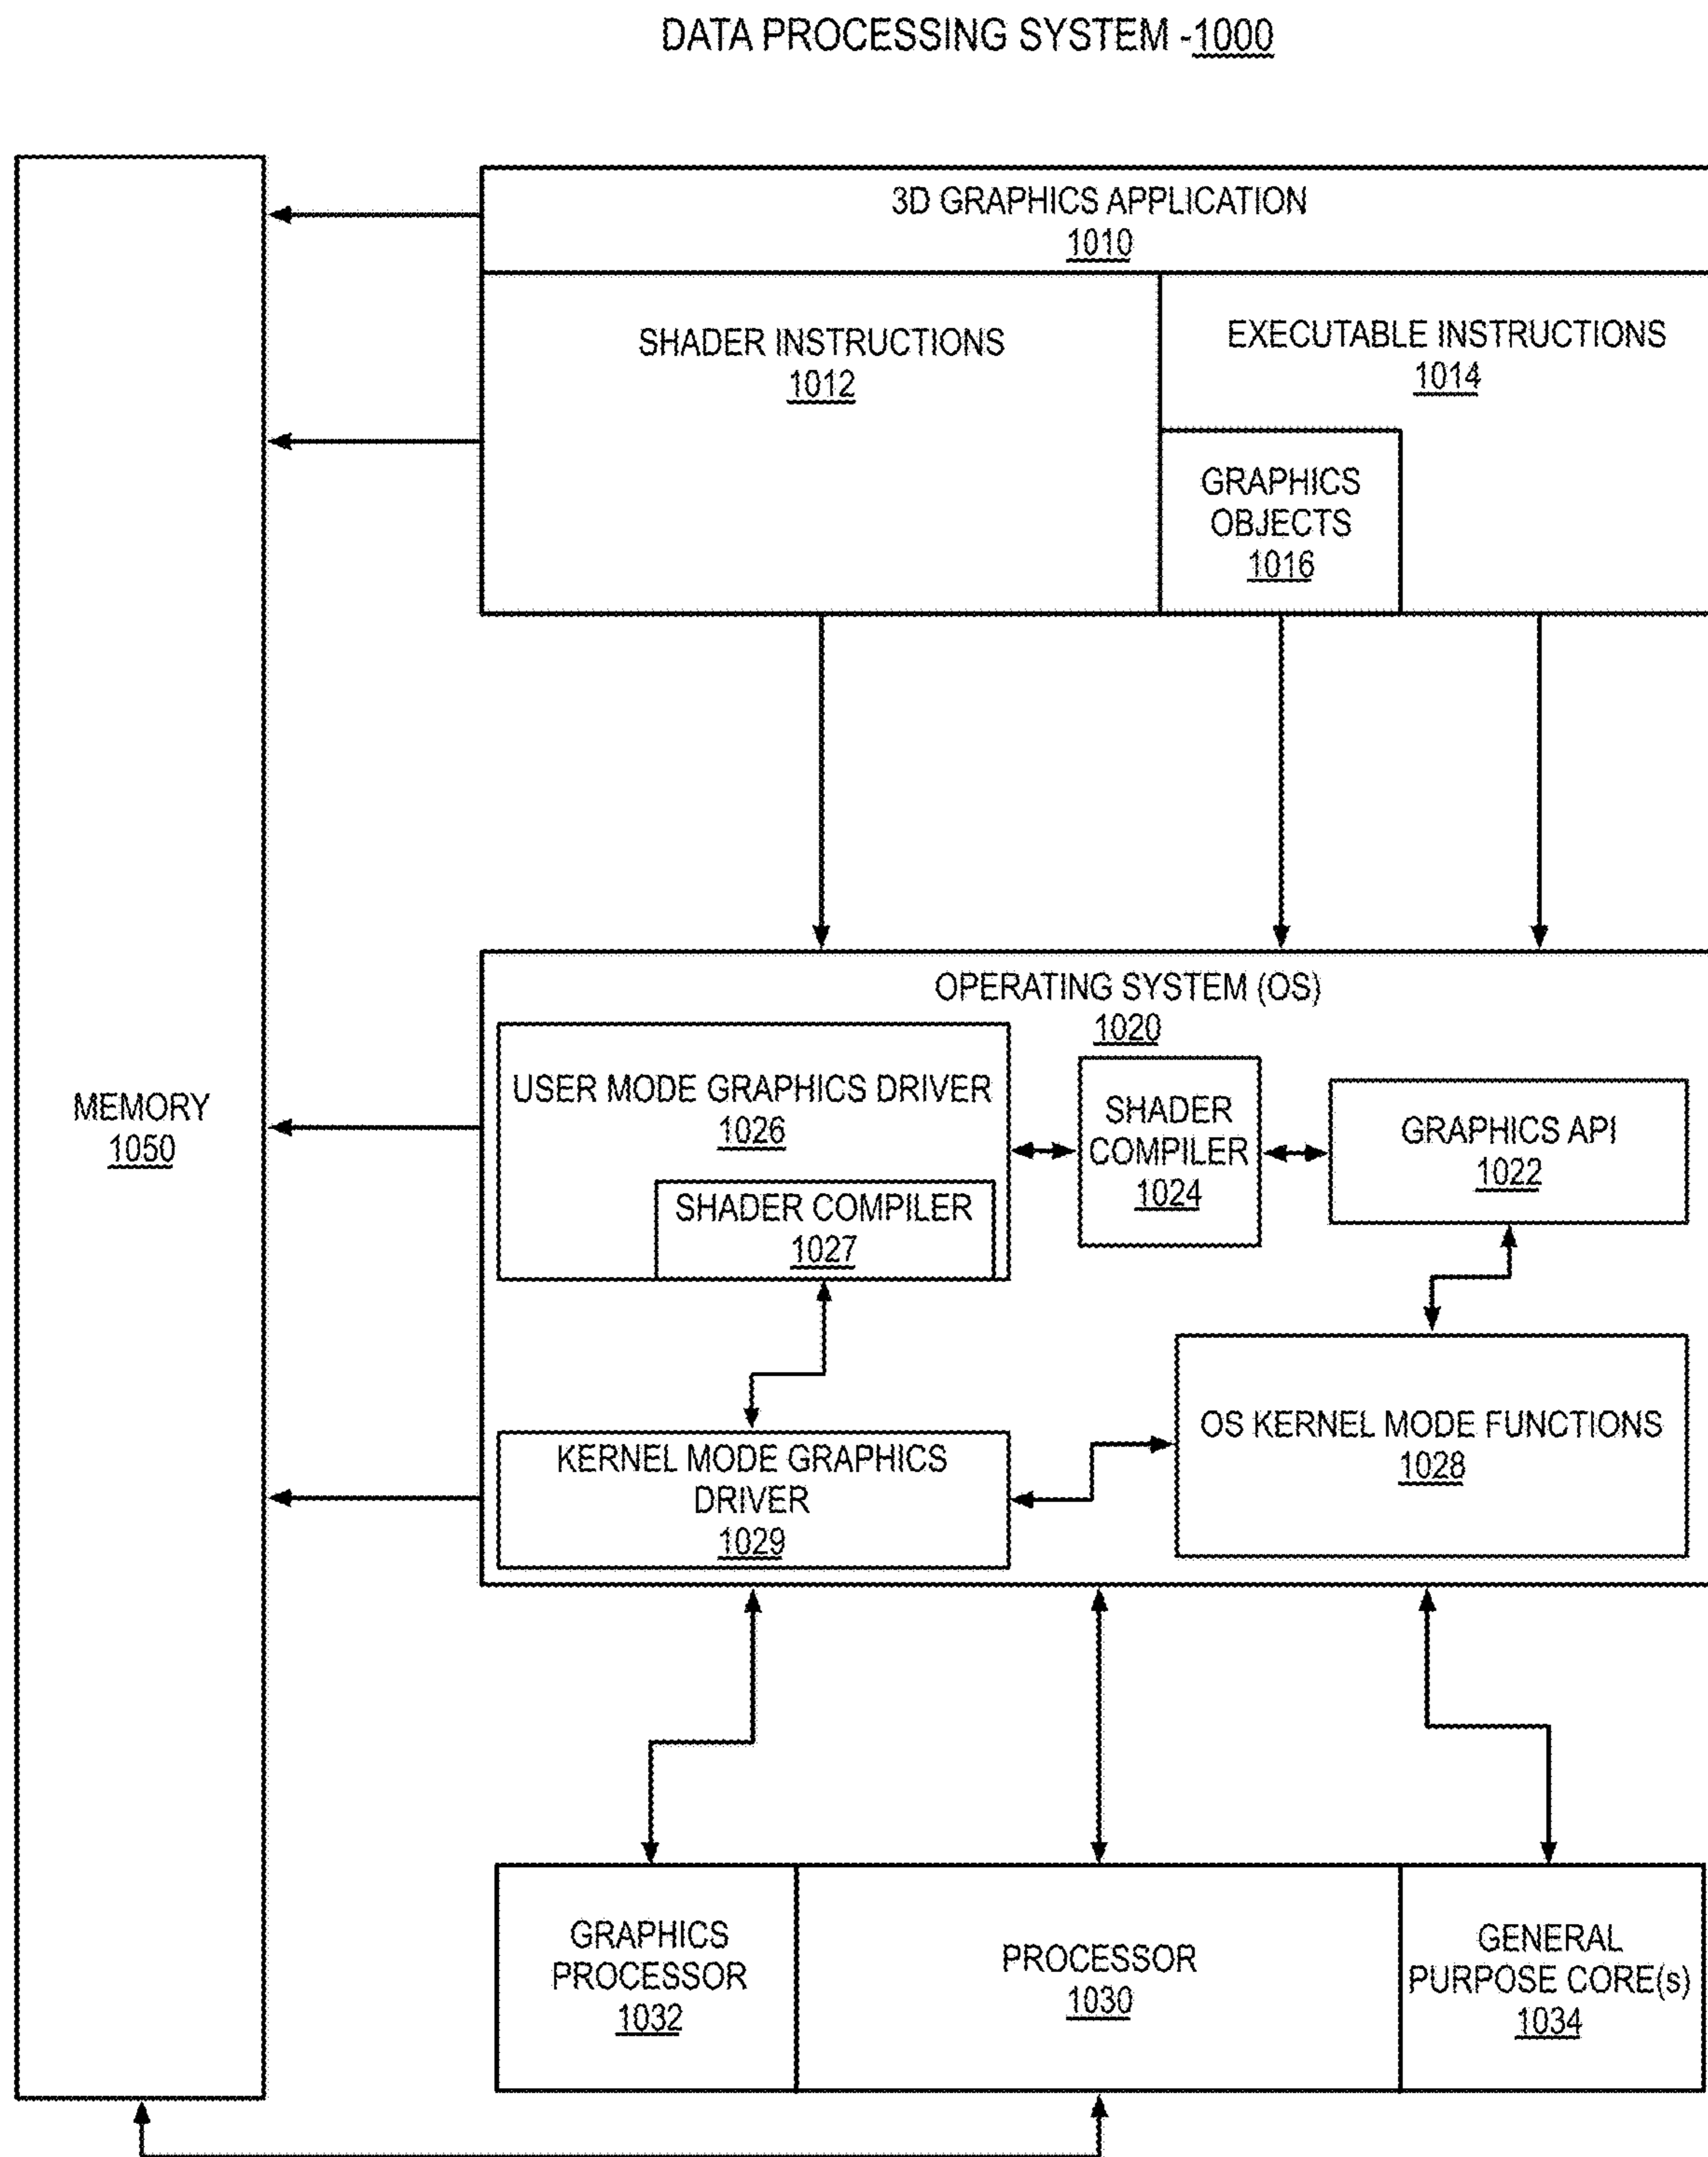 DATA PROCESSING SYSTEM -1000
3D GRAPHICS APPLICATION
1010
SHADER INSTRUCTIONS
1012
EXECUTABLE INSTRUCTIONS
1014
GRAPHICS
OBJECTS
1016
MEMORY
1050
OPERATING SYSTEM (OS)
1020
USER MODE GRAPHICS DRIVER
1026
SHADER COMPILER
1027
SHADER
COMPILER
1024
GRAPHICS API
1022
KERNEL MODE GRAPHICS
DRIVER
1029
OS KERNEL MODE FUNCTIONS
1028
GRAPHICS
PROCESSOR
1032
PROCESSOR
1030
GENERAL
PURPOSE CORE(s)
1034